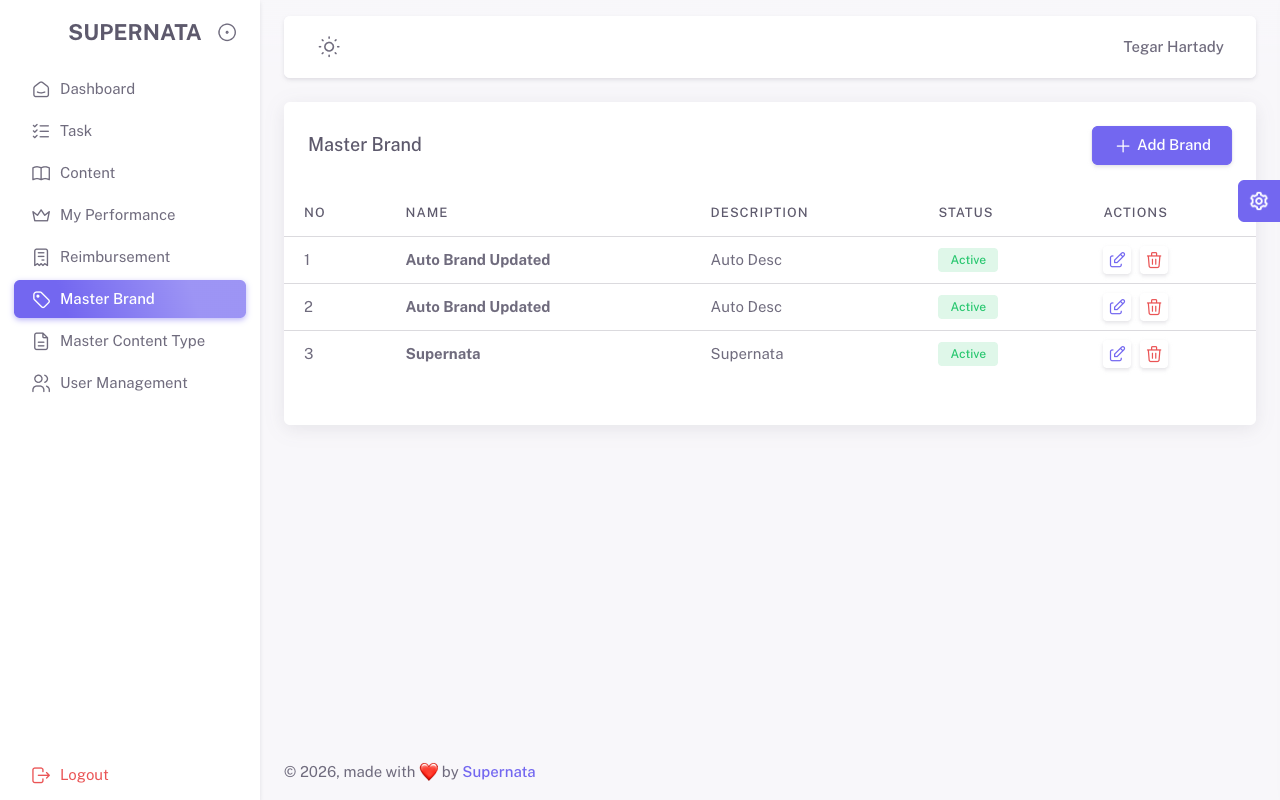 SUPERNATA
Dashboard
Task
Content
My Performance
Reimbursement
Master Brand
Master Content Type
User Management
Logout
Tegar Hartady
Master Brand
Add Brand
NO NAME DESCRIPTION STATUS ACTIONS
1 Auto Brand Updated Auto Desc Active
2 Auto Brand Updated Auto Desc Active
3 Supernata Supernata Active
© 2026, made with ❤️ by Supernata